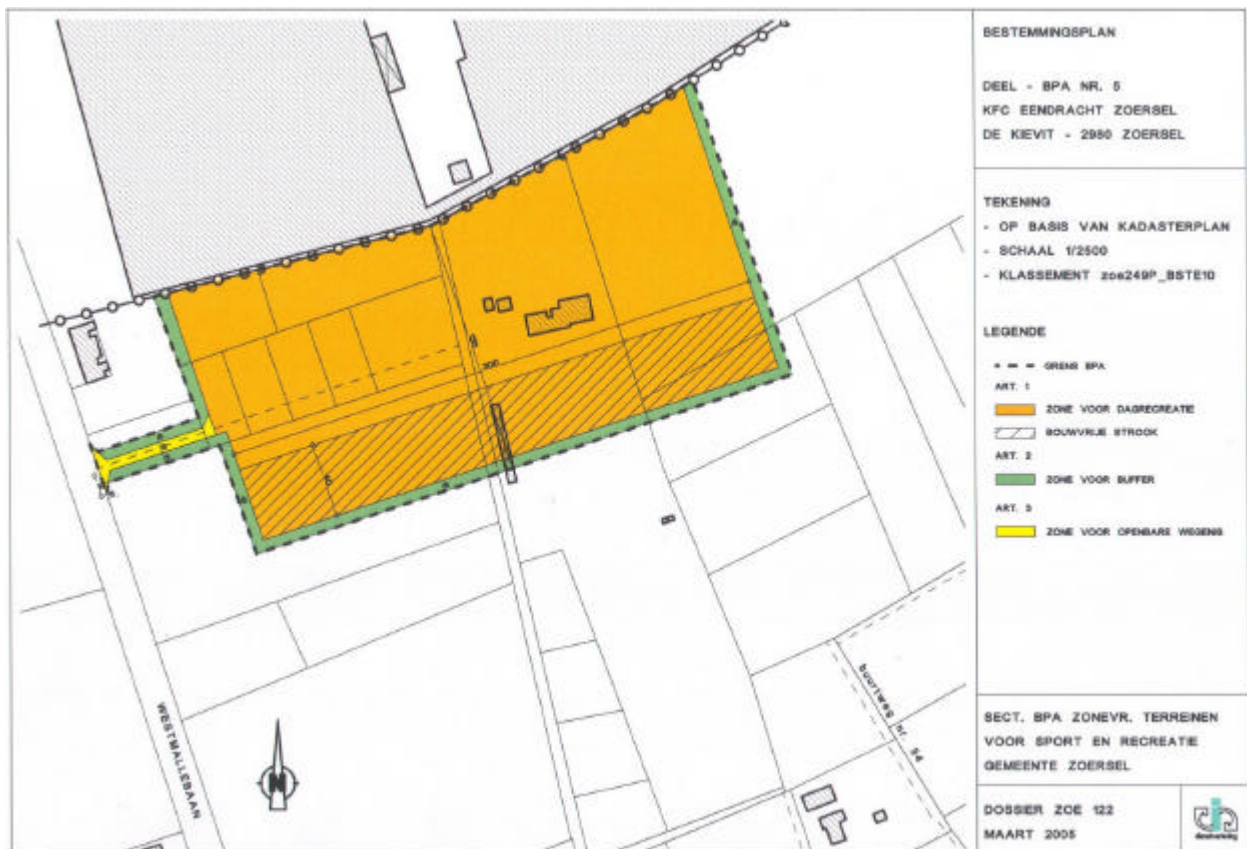 BESTEMMINGSPLAN
DEEL - BPA NR. 5
KFC EENDRACHT ZOERSEL
DE KIEVIT - 2980 ZOERSEL
TEKENING
- OP BASIS VAN KADASTERPLAN
- SCHAAL 1/2500
- KLASSEMENT zoe249P_BSTE10
LEGENDE
GRENS BPA
ART. 1
ZONE VOOR DAGRECREATIE
BOUWVRIJE STROOK
ART. 2
ZONE VOOR BUFFER
ART. 3
ZONE VOOR OPENBARE WEGENIS
SECT. BPA ZONEVR. TERREINEN
VOOR SPORT EN RECREATIE
GEMEENTE ZOERSEL
DOSSIER ZOE 122
MAART 2005
WESTMALLEBAAN
buurtweg nr. 54
N